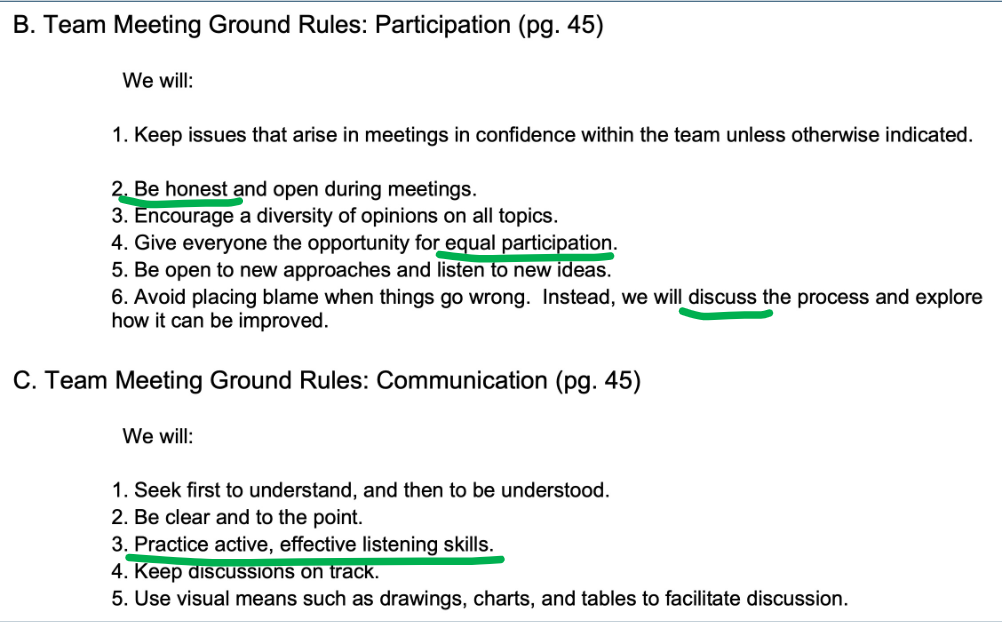 B. Team Meeting Ground Rules: Participation (pg. 45)
We will:
1. Keep issues that arise in meetings in confidence within the team unless otherwise indicated.
2. Be honest and open during meetings.
3. Encourage a diversity of opinions on all topics.
4. Give everyone the opportunity for equal participation.
5. Be open to new approaches and listen to new ideas.
6. Avoid placing blame when things go wrong.  Instead, we will discuss the process and explore
how it can be improved.
C. Team Meeting Ground Rules: Communication (pg. 45)
We will:
1. Seek first to understand, and then to be understood.
2. Be clear and to the point.
3. Practice active, effective listening skills.
4. Keep discussions on track.
5. Use visual means such as drawings, charts, and tables to facilitate discussion.